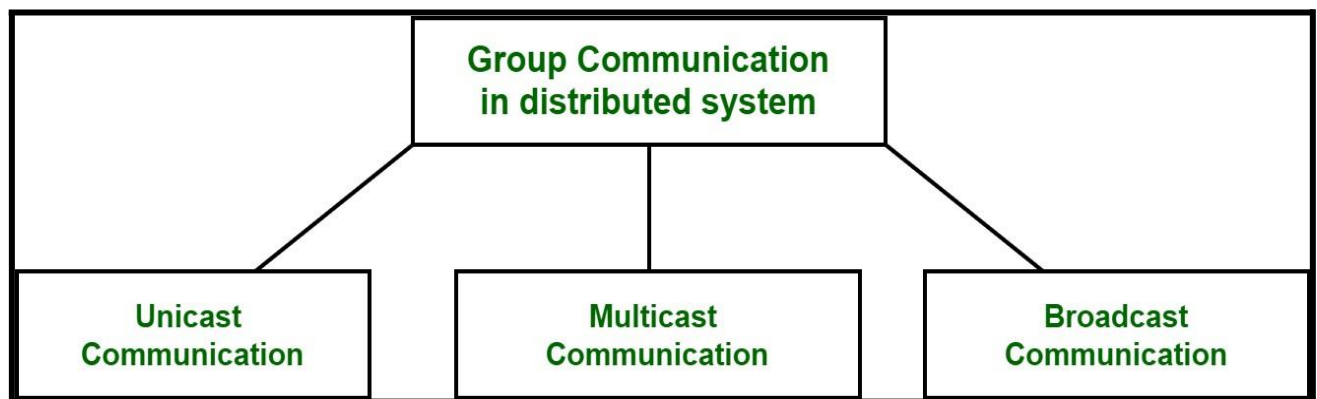 Group Communication
in distributed system
Unicast
Communication
Multicast
Communication
Broadcast
Communication